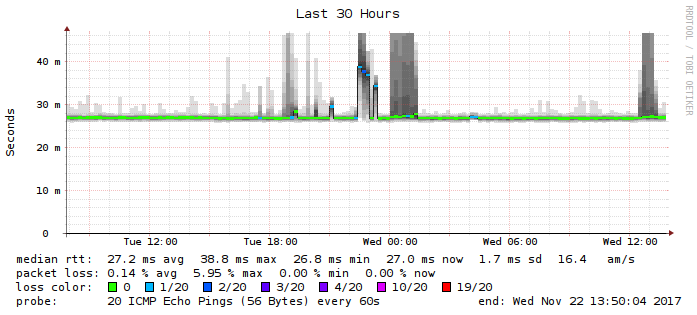 Last 30 Hours
RRDTOOL / TOBI OETIKER
Seconds
40 m
30 m
20 m
10 m
0
Tue 12:00 Tue 18:00 Wed 00:00 Wed 06:00 Wed 12:00
median rtt: 27.2 ms avg 38.8 ms max 26.8 ms min 27.0 ms now 1.7 ms sd 16.4 am/s
packet loss: 0.14 % avg 5.95 % max 0.00 % min 0.00 % now
loss color: 0 1/20 2/20 3/20 4/20 10/20 19/20
probe: 20 ICMP Echo Pings (56 Bytes) every 60s end: Wed Nov 22 13:50:04 2017